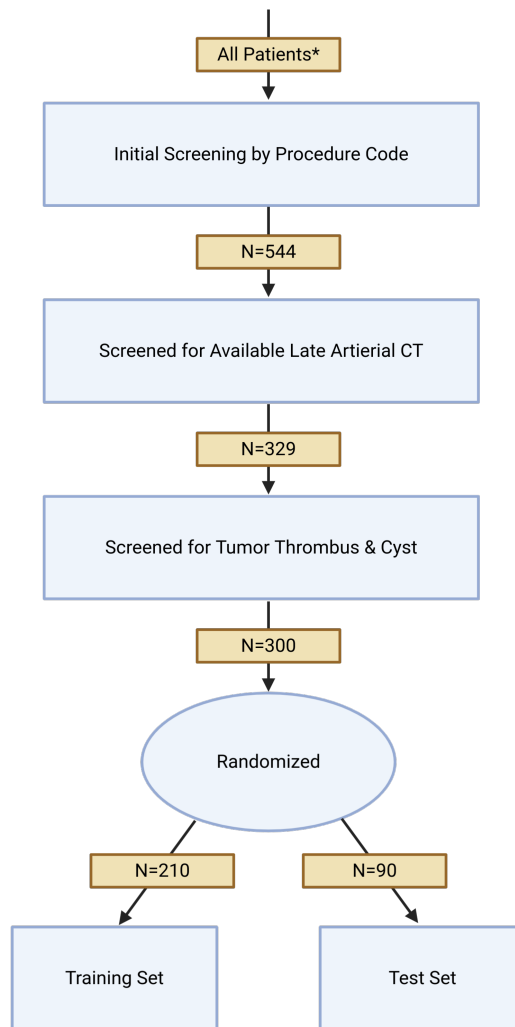 All Patients*
Initial Screening by Procedure Code
N=544
Screened for Available Late Artierial CT
N=329
Screened for Tumor Thrombus & Cyst
N=300
Randomized
N=210
N=90
Training Set
Test Set